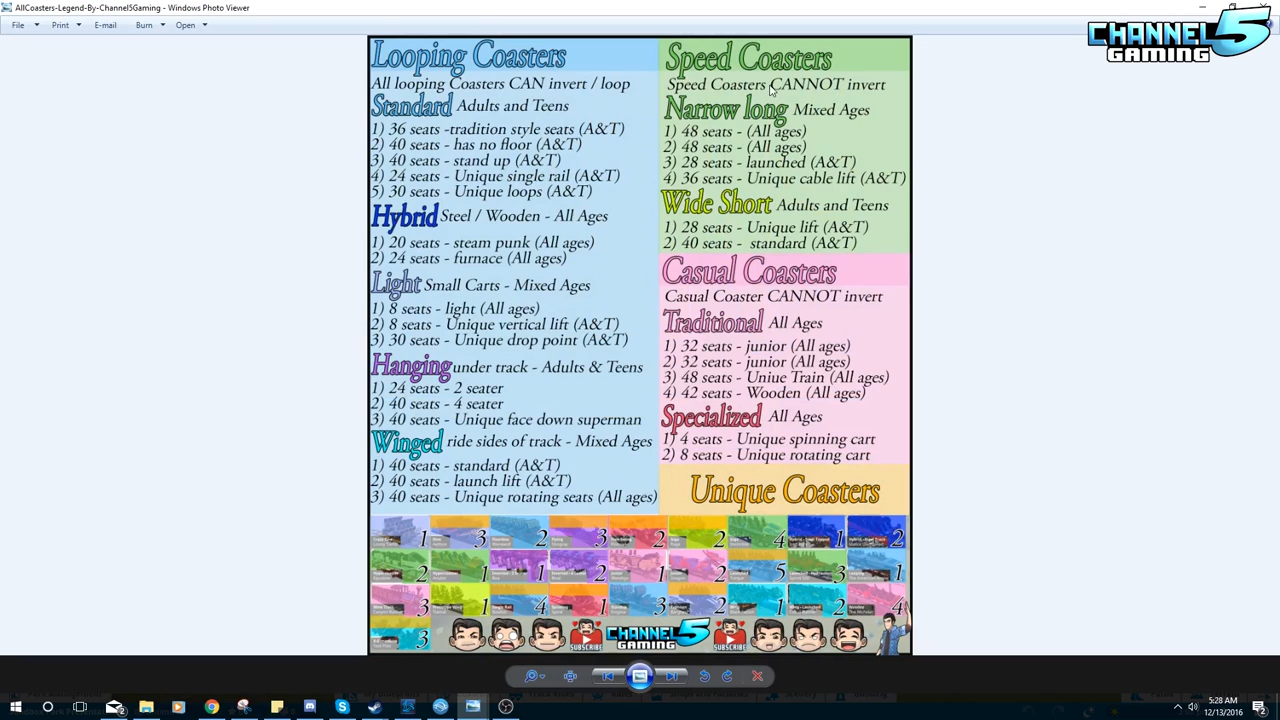 AllCoasters-Legend-By-Channel5Gaming - Windows Photo Viewer
File Print E-mail Burn Open
CHANNEL 5
GAMING
Looping Coasters
All looping Coasters CAN invert / loop
Standard Adults and Teens
1) 36 seats -tradition style seats (A&T)
2) 40 seats - has no floor (A&T)
3) 40 seats - stand up (A&T)
4) 24 seats - Unique single rail (A&T)
5) 30 seats - Unique loops (A&T)
Hybrid Steel / Wooden - All Ages
1) 20 seats - steam punk (All ages)
2) 24 seats - furnace (All ages)
Light Small Carts - Mixed Ages
1) 8 seats - light (All ages)
2) 8 seats - Unique vertical lift (A&T)
3) 30 seats - Unique drop point (A&T)
Hanging under track - Adults & Teens
1) 24 seats - 2 seater
2) 40 seats - 4 seater
3) 40 seats - Unique face down superman
Winged ride sides of track - Mixed Ages
1) 40 seats - standard (A&T)
2) 40 seats - launch lift (A&T)
3) 40 seats - Unique rotating seats (All ages)
Speed Coasters
Speed Coasters CANNOT invert
Narrow long Mixed Ages
1) 48 seats - (All ages)
2) 48 seats - (All ages)
3) 28 seats - launched (A&T)
4) 36 seats - Unique cable lift (A&T)
Wide Short Adults and Teens
1) 28 seats - Unique lift (A&T)
2) 40 seats - standard (A&T)
Casual Coasters
Casual Coaster CANNOT invert
Traditional All Ages
1) 32 seats - junior (All ages)
2) 32 seats - junior (All ages)
3) 48 seats - Uniue Train (All ages)
4) 42 seats - Wooden (All ages)
Specialized All Ages
1) 4 seats - Unique spinning cart
2) 8 seats - Unique rotating cart
Unique Coasters
1 3 2 3 2 2 4 1 2
2 1 1 2 1 2 5 3 1
3 1 4 1 3 2 1 2 4
3
SUBSCRIBE CHANNEL 5 GAMING SUBSCRIBE
5:28 AM
12/13/2016